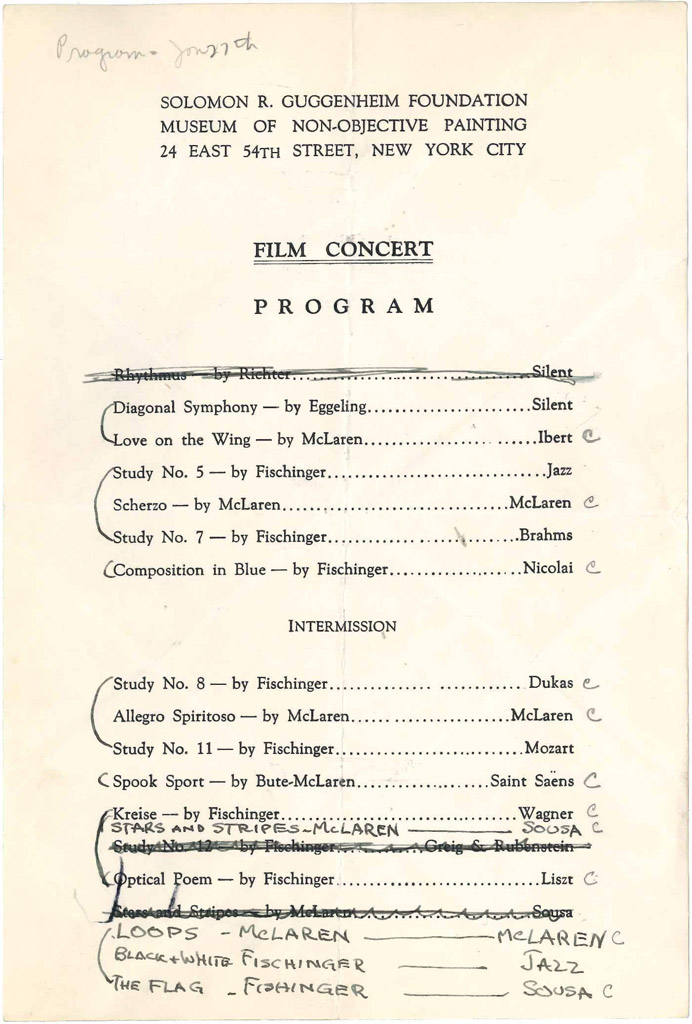 Program - Jan 27th
SOLOMON R. GUGGENHEIM FOUNDATION
MUSEUM OF NON-OBJECTIVE PAINTING
24 EAST 54TH STREET, NEW YORK CITY
FILM CONCERT
PROGRAM
Rhythmus — by Richter..............................Silent
Diagonal Symphony — by Eggeling.......................Silent
Love on the Wing — by McLaren.........................Ibert C
Study No. 5 — by Fischinger...............................Jazz
Scherzo — by McLaren................................McLaren C
Study No. 7 — by Fischinger...........................Brahms
Composition in Blue — by Fischinger...................Nicolai C
INTERMISSION
Study No. 8 — by Fischinger............................Dukas C
Allegro Spiritoso — by McLaren......................McLaren C
Study No. 11 — by Fischinger..........................Mozart
Spook Sport — by Bute-McLaren...................Saint Saëns C
Kreise — by Fischinger.................................Wagner C
STARS AND STRIPES - McLAREN — SOUSA C
Study No. 12 — by Fischinger.............Greig & Rubenstein
Optical Poem — by Fischinger.............................Liszt C
Stars and Stripes — by McLaren.........................Sousa
LOOPS - McLAREN — McLAREN C
BLACK + WHITE FISCHINGER — JAZZ
THE FLAG - FISHINGER — SOUSA C